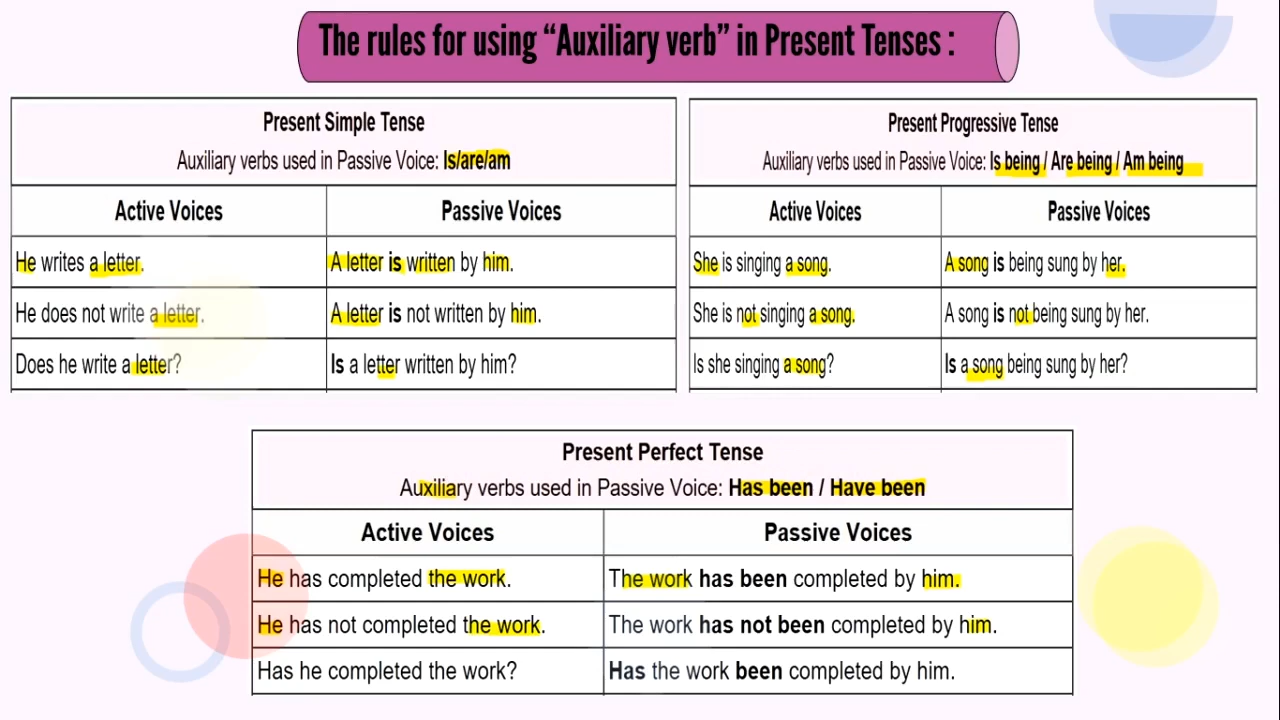 The rules for using “Auxiliary verb” in Present Tenses :
Present Simple Tense
Auxiliary verbs used in Passive Voice: Is/are/am
Active Voices
Passive Voices
He writes a letter.
A letter is written by him.
He does not write a letter.
A letter is not written by him.
Does he write a letter?
Is a letter written by him?
Present Progressive Tense
Auxiliary verbs used in Passive Voice: Is being / Are being / Am being
Active Voices
Passive Voices
She is singing a song.
A song is being sung by her.
She is not singing a song.
A song is not being sung by her.
Is she singing a song?
Is a song being sung by her?
Present Perfect Tense
Auxiliary verbs used in Passive Voice: Has been / Have been
Active Voices
Passive Voices
He has completed the work.
The work has been completed by him.
He has not completed the work.
The work has not been completed by him.
Has he completed the work?
Has the work been completed by him.